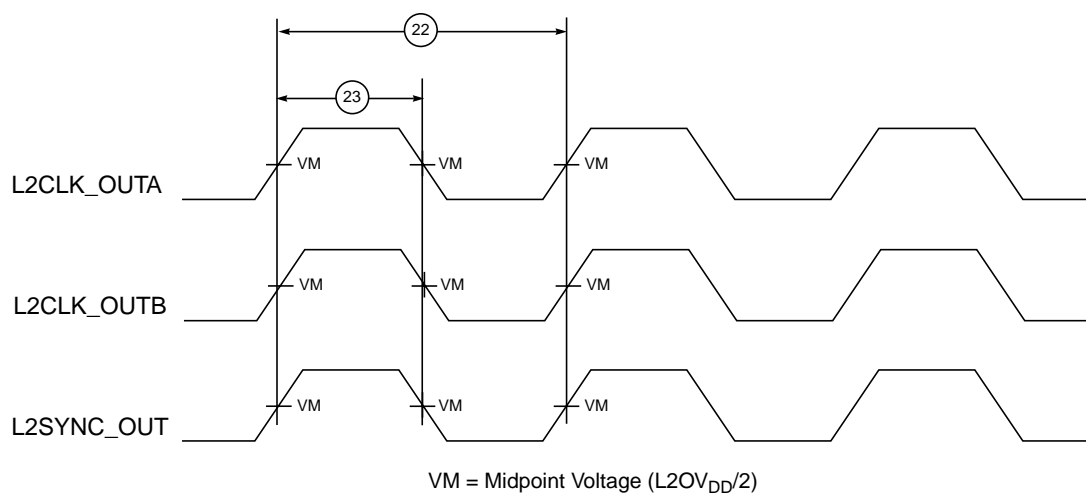 22
23
L2CLK_OUTA VM VM VM
L2CLK_OUTB VM VM VM
L2SYNC_OUT VM VM VM
VM = Midpoint Voltage (L2OVDD/2)